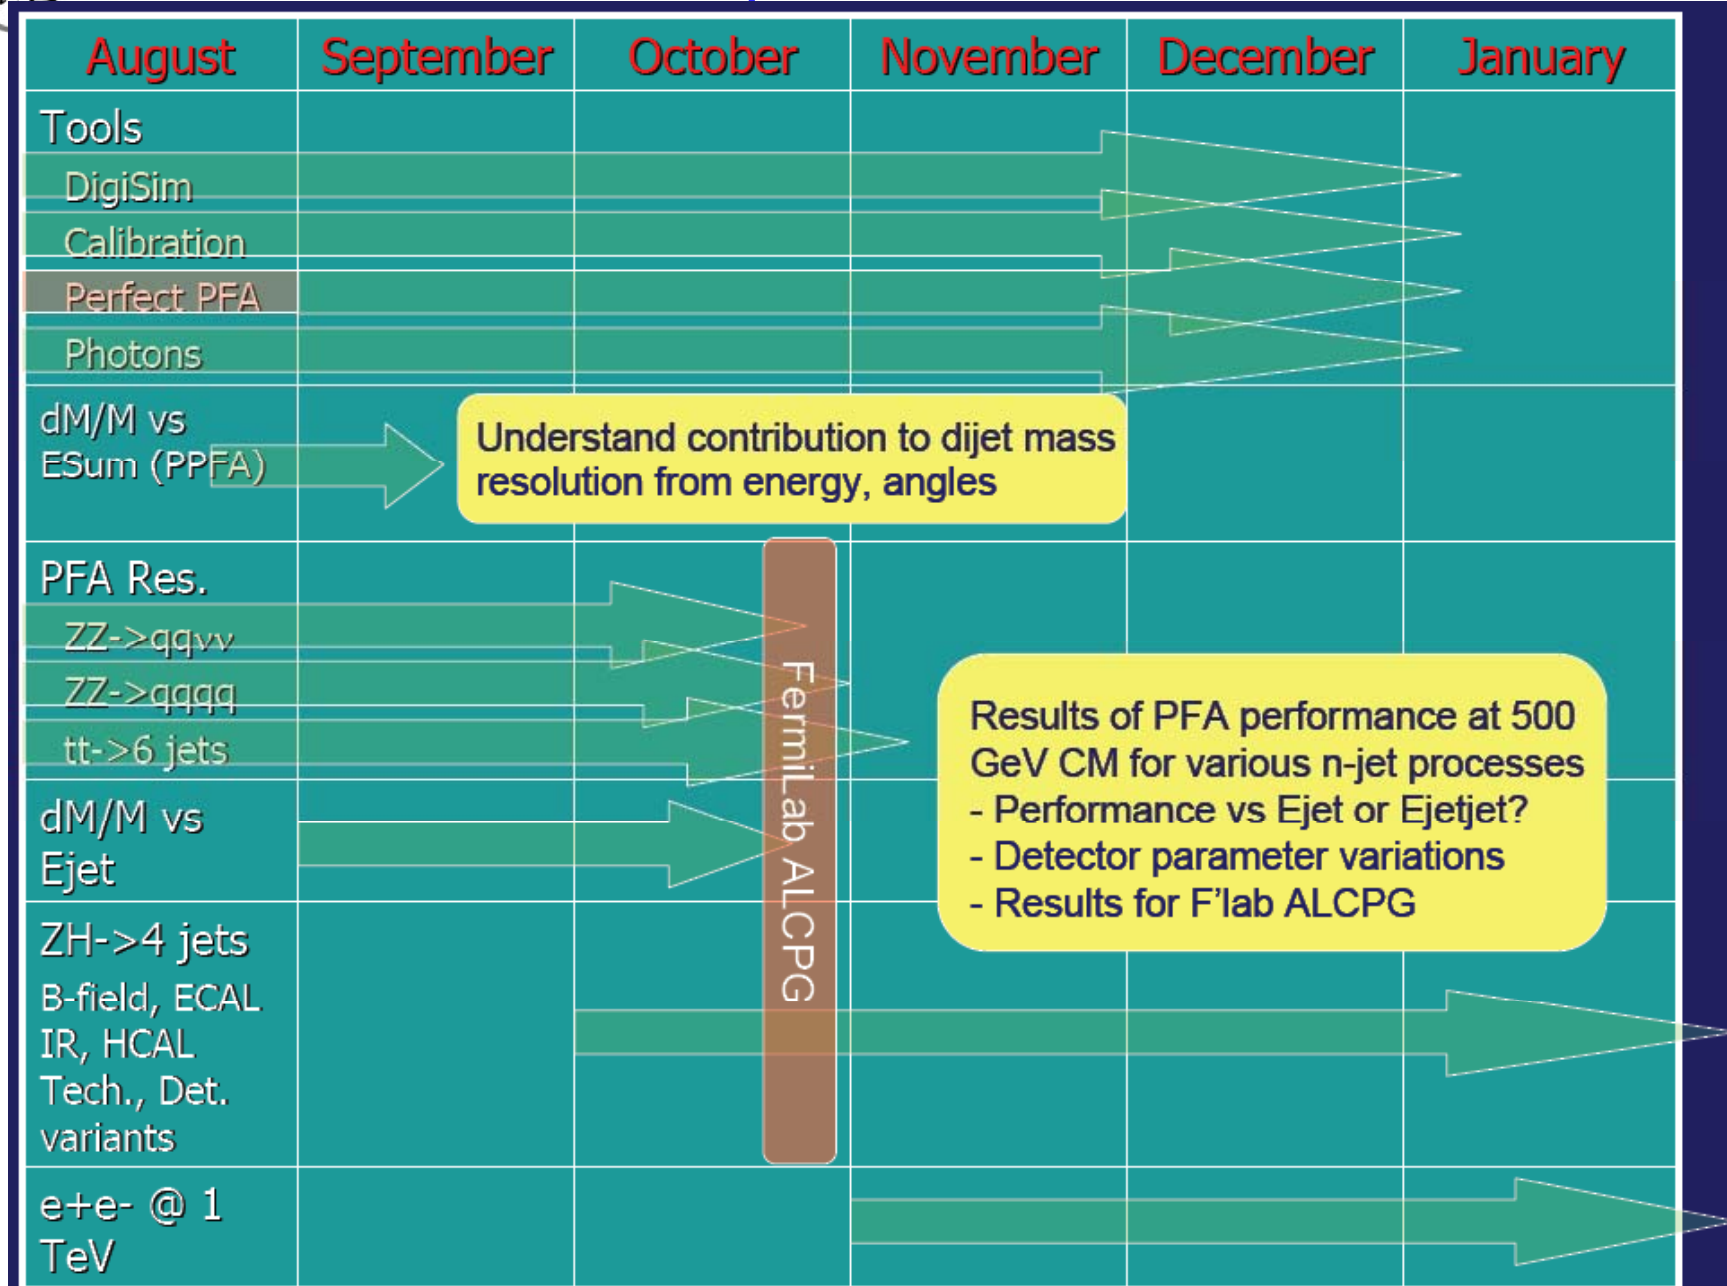 August September October November December January
Tools
DigiSim
Calibration
Perfect PFA
Photons
dM/M vs
ESum (PPFA)
Understand contribution to dijet mass
resolution from energy, angles
PFA Res.
ZZ->qqνν
ZZ->qqqq
tt->6 jets
dM/M vs
Ejet
FermiLab ALCPG
Results of PFA performance at 500
GeV CM for various n-jet processes
- Performance vs Ejet or Ejetjet?
- Detector parameter variations
- Results for F'lab ALCPG
ZH->4 jets
B-field, ECAL
IR, HCAL
Tech., Det.
variants
e+e- @ 1
TeV